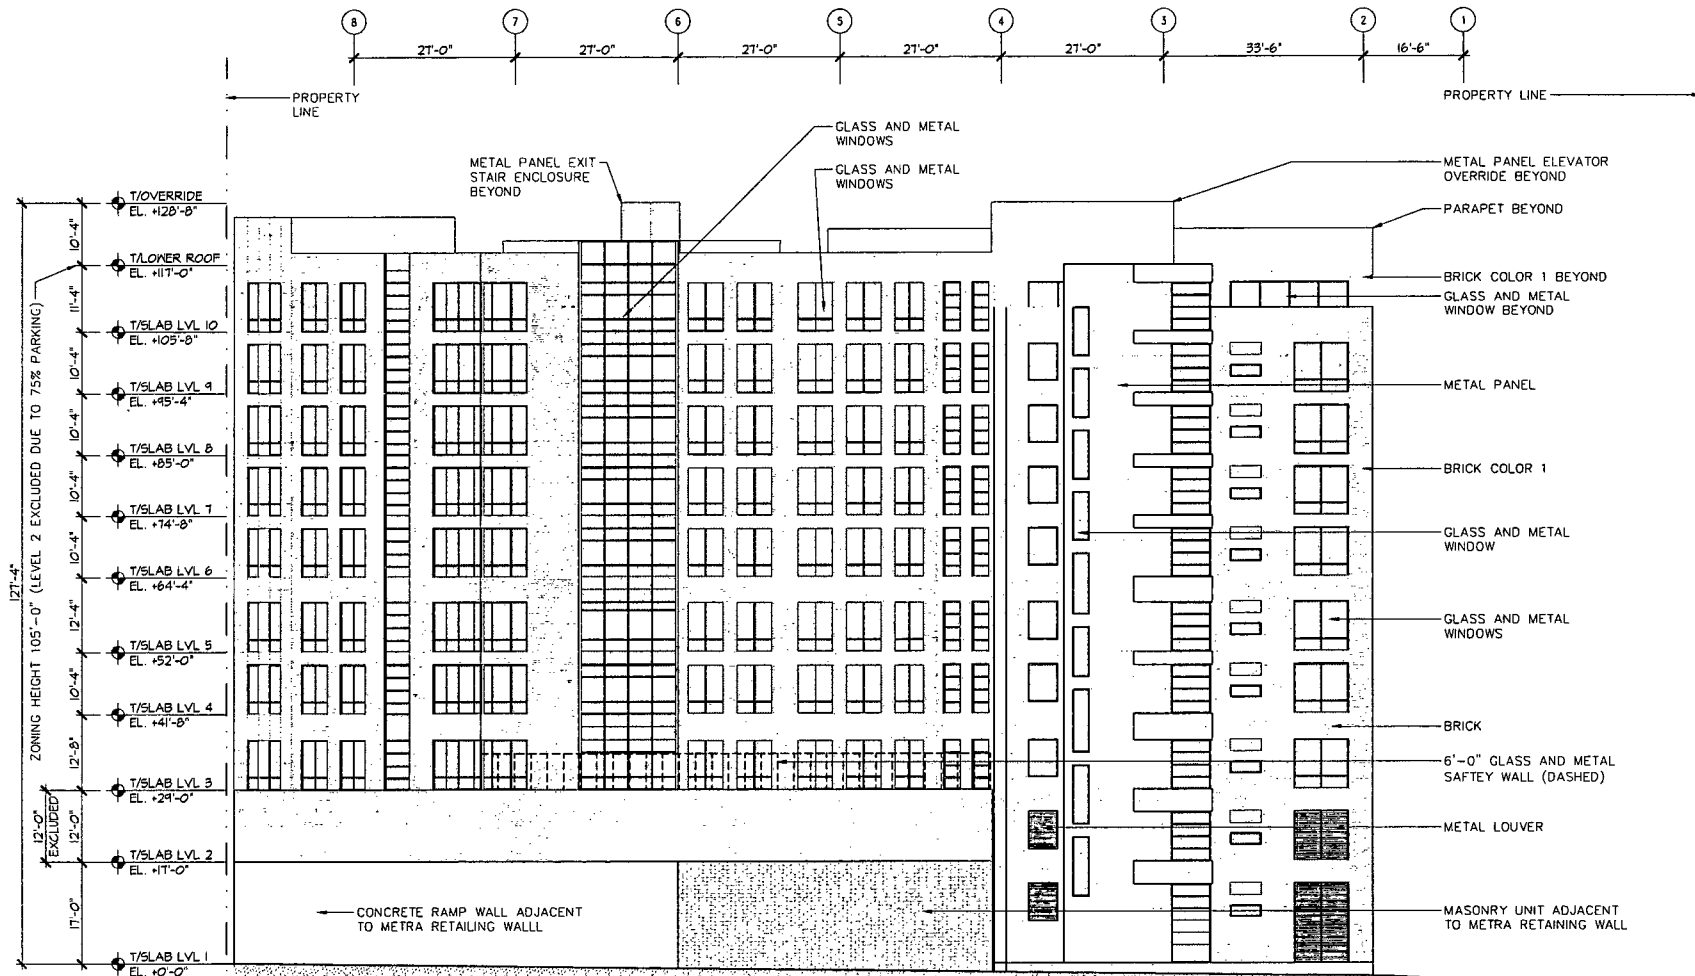 8 7 6 5 4 3 2 1
27'-0" 27'-0" 27'-0" 27'-0" 27'-0" 33'-6" 16'-6"
PROPERTY
LINE
PROPERTY LINE
GLASS AND METAL
WINDOWS
METAL PANEL EXIT
STAIR ENCLOSURE
BEYOND
GLASS AND METAL
WINDOWS
METAL PANEL ELEVATOR
OVERRIDE BEYOND
PARAPET BEYOND
BRICK COLOR 1 BEYOND
GLASS AND METAL
WINDOW BEYOND
METAL PANEL
BRICK COLOR 1
GLASS AND METAL
WINDOW
GLASS AND METAL
WINDOWS
BRICK
6'-0" GLASS AND METAL
SAFTEY WALL (DASHED)
METAL LOUVER
MASONRY UNIT ADJACENT
TO METRA RETAINING WALL
CONCRETE RAMP WALL ADJACENT
TO METRA RETAILING WALLL
T/OVERRIDE
EL. +128'-8"
10'-4"
T/LOWER ROOF
EL. +117'-0"
11'-4"
T/SLAB LVL 10
EL. +105'-8"
10'-4"
T/SLAB LVL 9
EL. +95'-4"
10'-4"
T/SLAB LVL 8
EL. +85'-0"
10'-4"
T/SLAB LVL 7
EL. +74'-8"
10'-4"
T/SLAB LVL 6
EL. +64'-4"
12'-4"
T/SLAB LVL 5
EL. +52'-0"
10'-4"
T/SLAB LVL 4
EL. +41'-8"
12'-8"
T/SLAB LVL 3
EL. +29'-0"
12'-0"
T/SLAB LVL 2
EL. +17'-0"
17'-0"
T/SLAB LVL 1
EL. +0'-0"
12'-0"
EXCLUDED
ZONING HEIGHT 105'-0" (LEVEL 2 EXCLUDED DUE TO 75% PARKING)
127'-4"